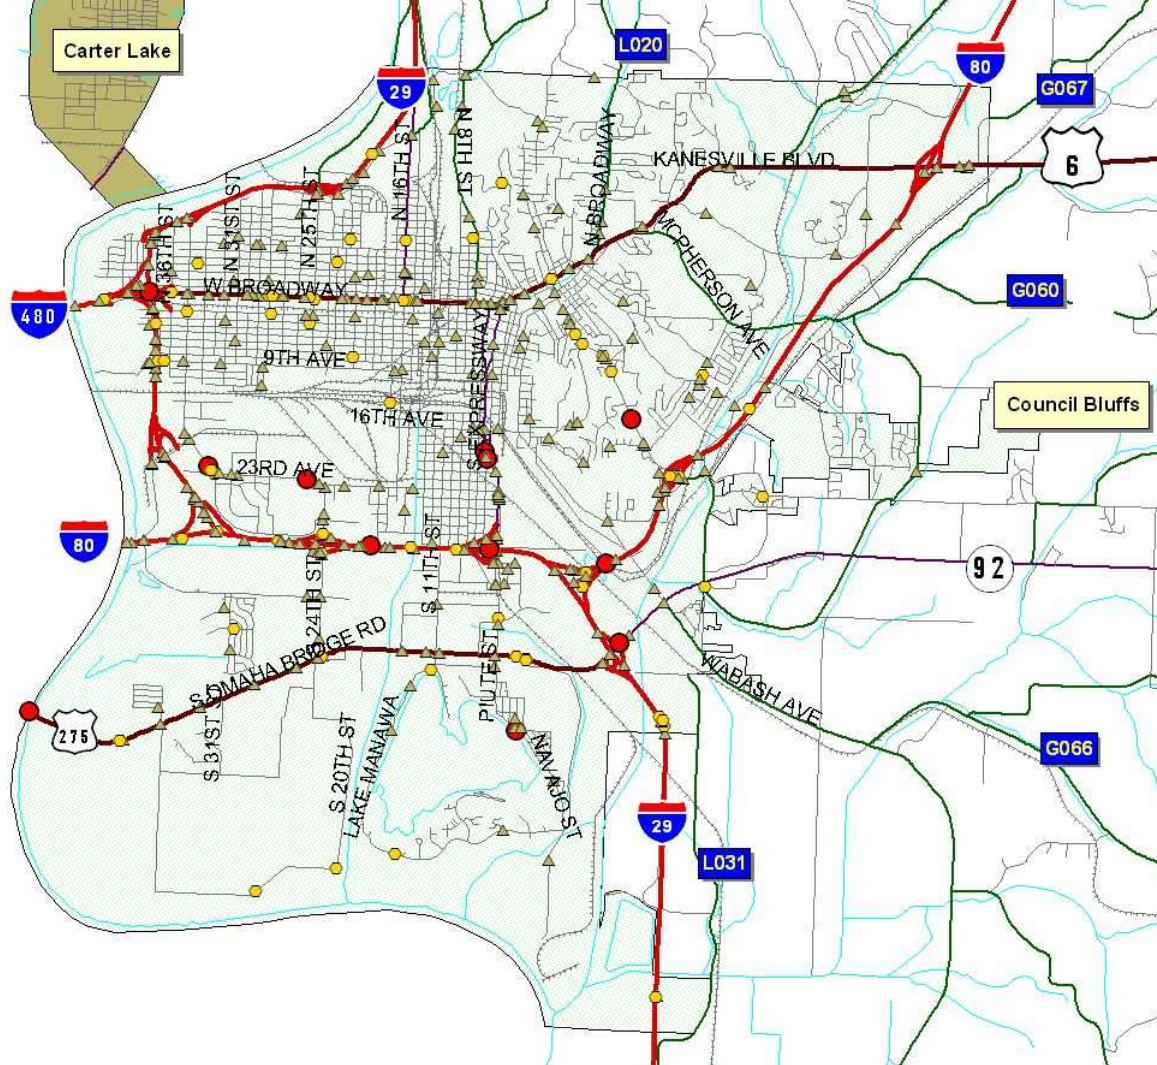 Carter Lake
L020
29
80
G067
N 8TH ST
N 16TH ST
N BROADWAY
KANESVILLE BLVD
6
N 25TH ST
N 31ST ST
36TH ST
MCPHERSON AVE
W BROADWAY
G060
480
9TH AVE
S EXPRESSWAY
16TH AVE
Council Bluffs
23RD AVE
80
S 11TH ST
92
S 24TH ST
S OMAHA BRIDGE RD
PIUTE ST
WABASH AVE
275
S 31ST
S 20TH ST
LAKE MANAWA
NAVAJO ST
G066
29
L031